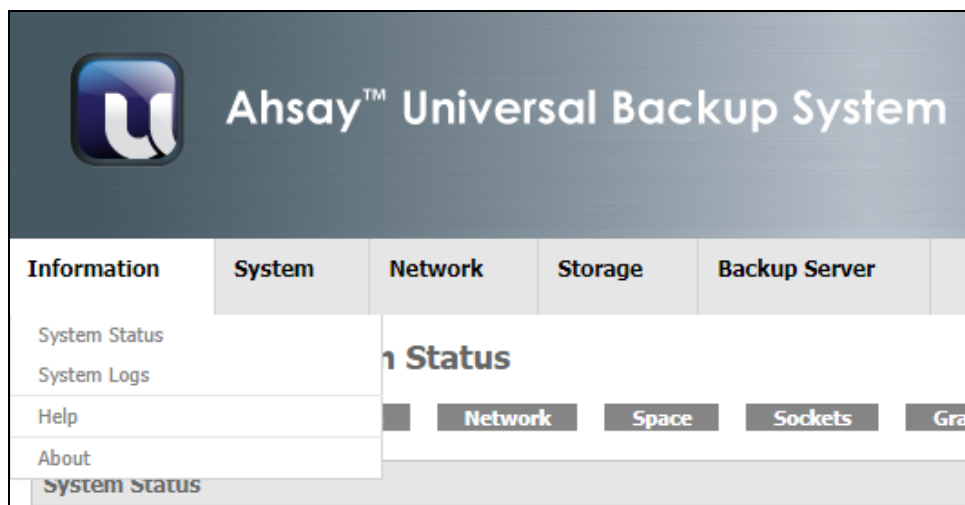 Ahsay™ Universal Backup System
Information System Network Storage Backup Server
System Status
System Logs
Help
About
Status
Network Space Sockets
System Status